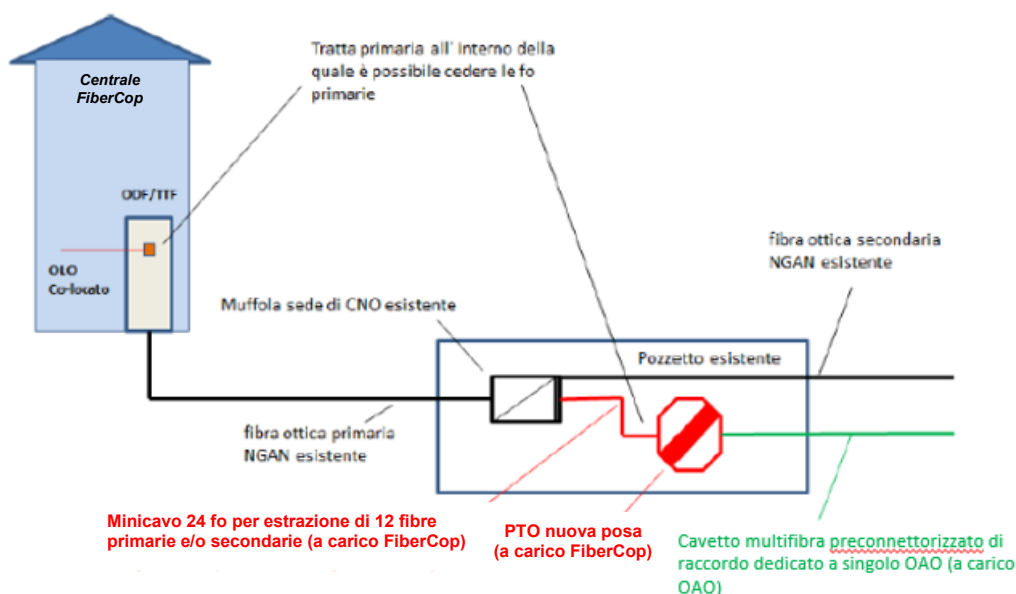 Centrale
FiberCop
Tratta primaria all' interno della
quale è possibile cedere le fo
primarie
ODF/TTF
OLO
Co-locato
fibra ottica secondaria
NGAN esistente
Muffola sede di CNO esistente
Pozzetto esistente
fibra ottica primaria
NGAN esistente
Minicavo 24 fo per estrazione di 12 fibre
primarie e/o secondarie (a carico FiberCop)
PTO nuova posa
(a carico FiberCop)
Cavetto multifibra preconnettorizzato di
raccordo dedicato a singolo OAO (a carico
OAO)